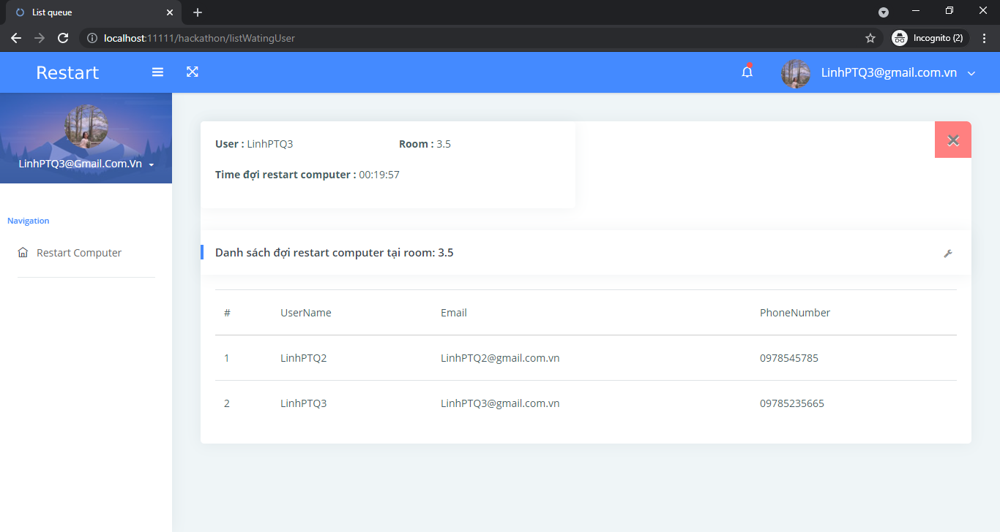 List queue
localhost:11111/hackathon/listWatingUser
Incognito (2)
Restart
LinhPTQ3@gmail.com.vn
LinhPTQ3@Gmail.Com.Vn
Navigation
Restart Computer
User : LinhPTQ3 Room : 3.5
Time đợi restart computer : 00:19:57
Danh sách đợi restart computer tại room: 3.5
# UserName Email PhoneNumber
1 LinhPTQ2 LinhPTQ2@gmail.com.vn 0978545785
2 LinhPTQ3 LinhPTQ3@gmail.com.vn 09785235665